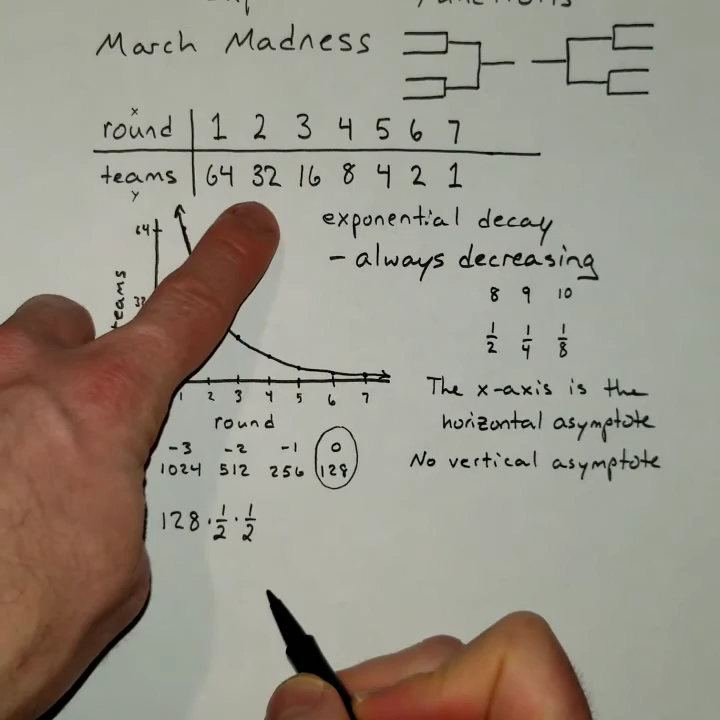 Functions
March Madness
x
round 1 2 3 4 5 6 7
teams 64 32 16 8 4 2 1
y
exponential decay
- always decreasing
8 9 10
1/2 1/4 1/8
The x-axis is the
horizontal asymptote
No vertical asymptote
64
32
teams
1 2 3 4 5 6 7
round
-3 -2 -1 0
1024 512 256 128
128 · 1/2 · 1/2